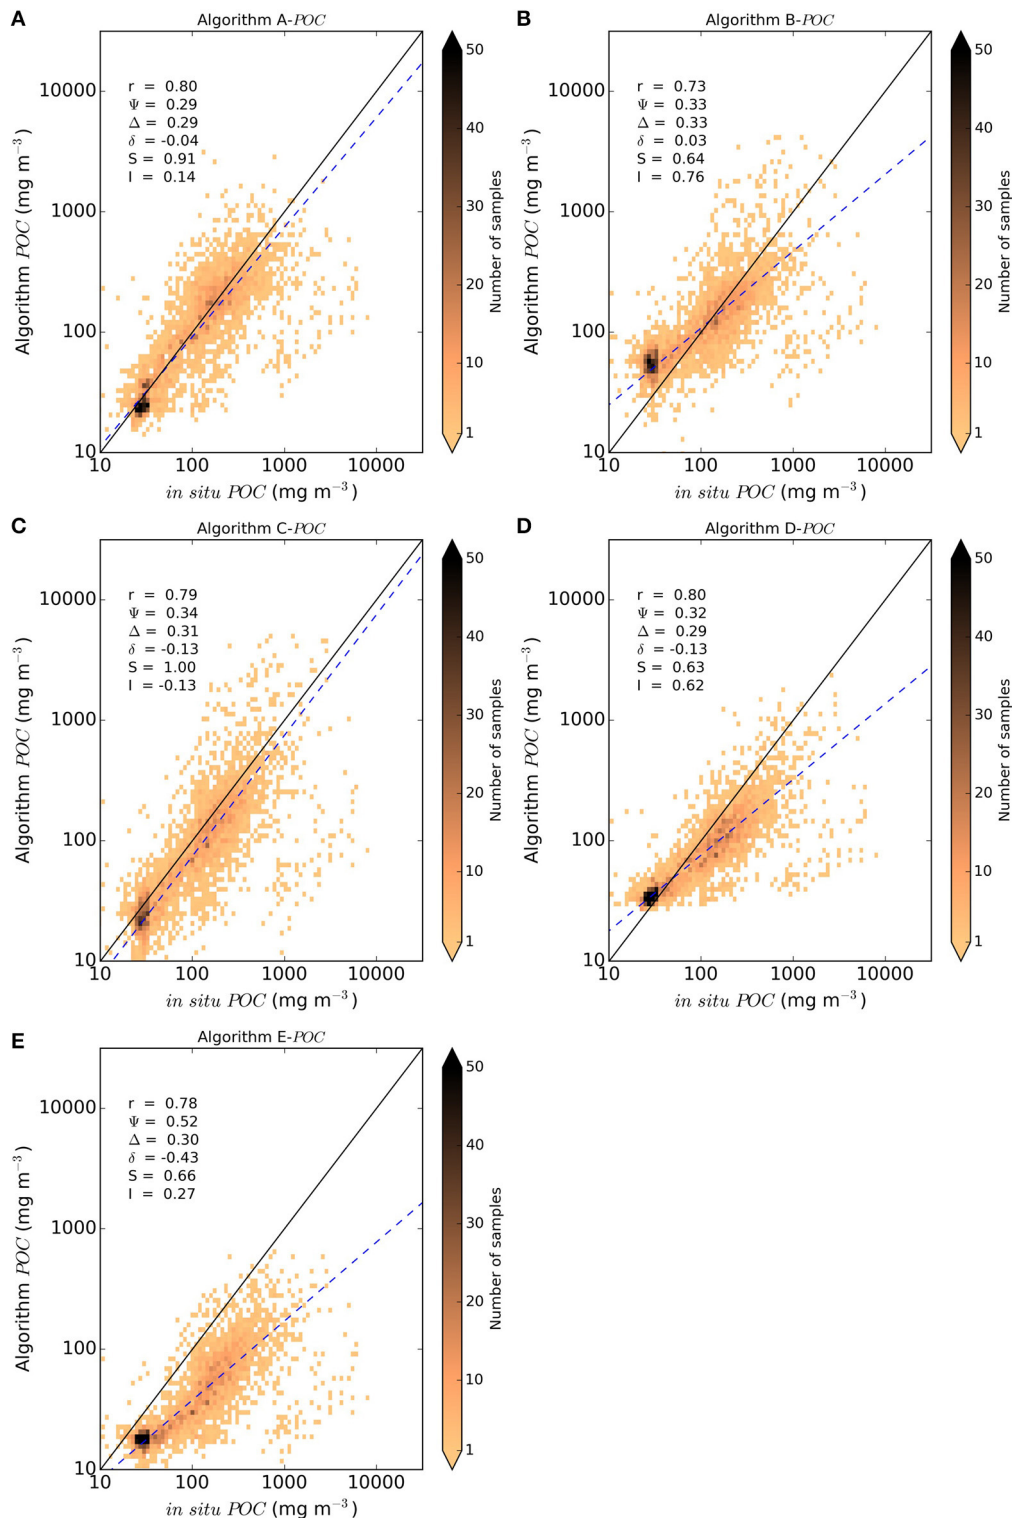 A
Algorithm A-POC
r = 0.80
Ψ = 0.29
Δ = 0.29
δ = -0.04
S = 0.91
I = 0.14
10000
1000
100
10
10 100 1000 10000
Algorithm POC (mg m⁻³)
in situ POC (mg m⁻³)
50
40
30
20
10
1
Number of samples
B
Algorithm B-POC
r = 0.73
Ψ = 0.33
Δ = 0.33
δ = 0.03
S = 0.64
I = 0.76
10000
1000
100
10
10 100 1000 10000
Algorithm POC (mg m⁻³)
in situ POC (mg m⁻³)
50
40
30
20
10
1
Number of samples
C
Algorithm C-POC
r = 0.79
Ψ = 0.34
Δ = 0.31
δ = -0.13
S = 1.00
I = -0.13
10000
1000
100
10
10 100 1000 10000
Algorithm POC (mg m⁻³)
in situ POC (mg m⁻³)
50
40
30
20
10
1
Number of samples
D
Algorithm D-POC
r = 0.80
Ψ = 0.32
Δ = 0.29
δ = -0.13
S = 0.63
I = 0.62
10000
1000
100
10
10 100 1000 10000
Algorithm POC (mg m⁻³)
in situ POC (mg m⁻³)
50
40
30
20
10
1
Number of samples
E
Algorithm E-POC
r = 0.78
Ψ = 0.52
Δ = 0.30
δ = -0.43
S = 0.66
I = 0.27
10000
1000
100
10
10 100 1000 10000
Algorithm POC (mg m⁻³)
in situ POC (mg m⁻³)
50
40
30
20
10
1
Number of samples